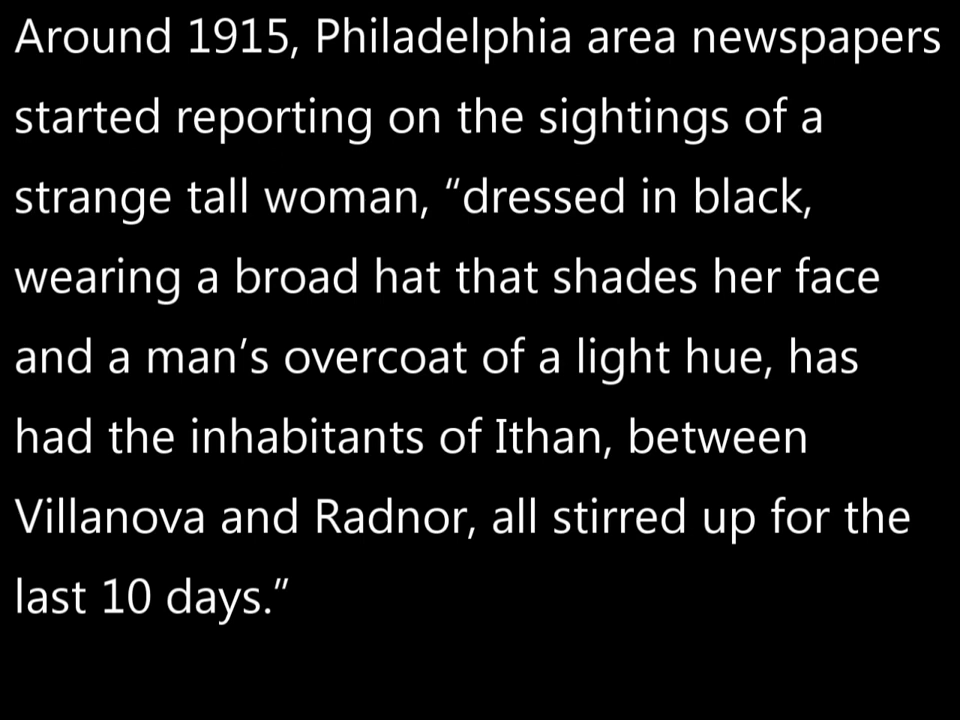 Around 1915, Philadelphia area newspapers
started reporting on the sightings of a
strange tall woman, “dressed in black,
wearing a broad hat that shades her face
and a man’s overcoat of a light hue, has
had the inhabitants of Ithan, between
Villanova and Radnor, all stirred up for the
last 10 days.”